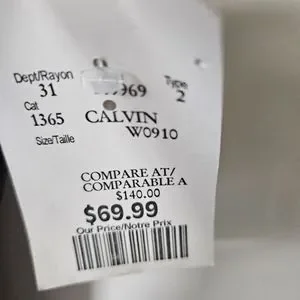 Dept/Rayon Type
31 969 2
Cat
1365 CALVIN
W0910
Size/Taille
COMPARE AT/
COMPARABLE A
$140.00
$69.99
Our Price/Notre Prix